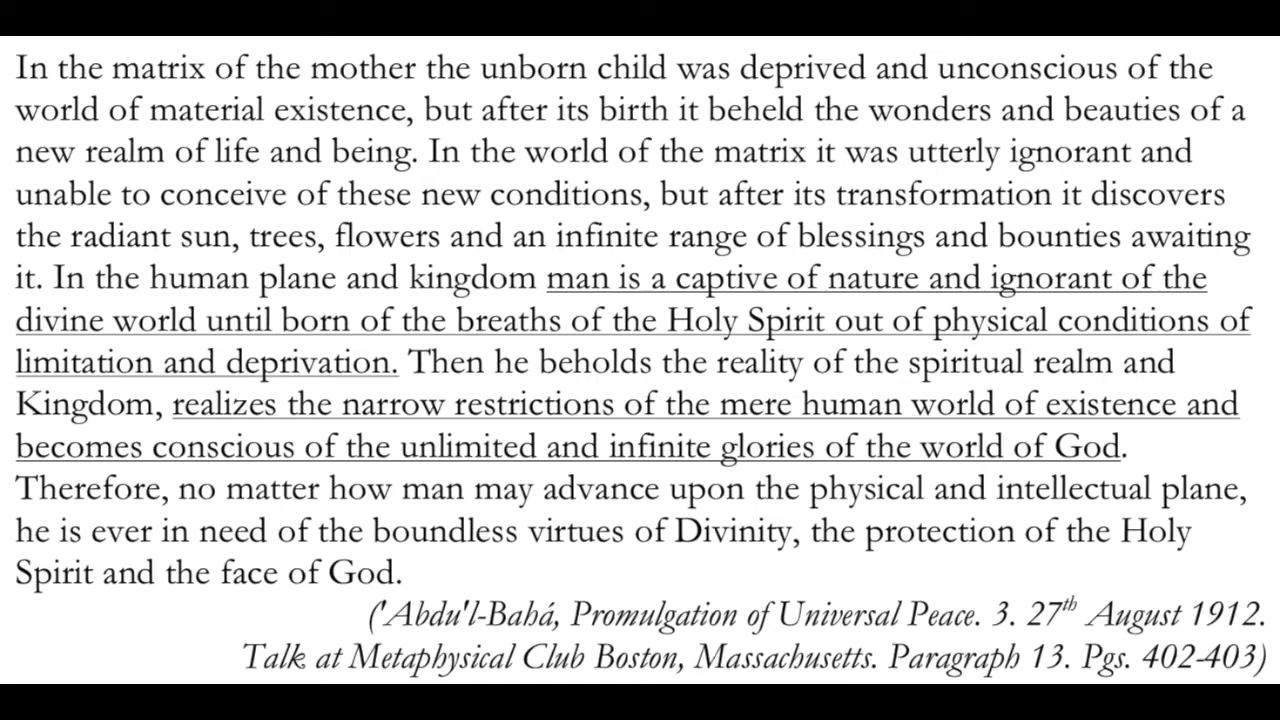 In the matrix of the mother the unborn child was deprived and unconscious of the
world of material existence, but after its birth it beheld the wonders and beauties of a
new realm of life and being. In the world of the matrix it was utterly ignorant and
unable to conceive of these new conditions, but after its transformation it discovers
the radiant sun, trees, flowers and an infinite range of blessings and bounties awaiting
it. In the human plane and kingdom man is a captive of nature and ignorant of the
divine world until born of the breaths of the Holy Spirit out of physical conditions of
limitation and deprivation. Then he beholds the reality of the spiritual realm and
Kingdom, realizes the narrow restrictions of the mere human world of existence and
becomes conscious of the unlimited and infinite glories of the world of God.
Therefore, no matter how man may advance upon the physical and intellectual plane,
he is ever in need of the boundless virtues of Divinity, the protection of the Holy
Spirit and the face of God.
('Abdu'l-Bahá, Promulgation of Universal Peace. 3. 27th August 1912.
Talk at Metaphysical Club Boston, Massachusetts. Paragraph 13. Pgs. 402-403)